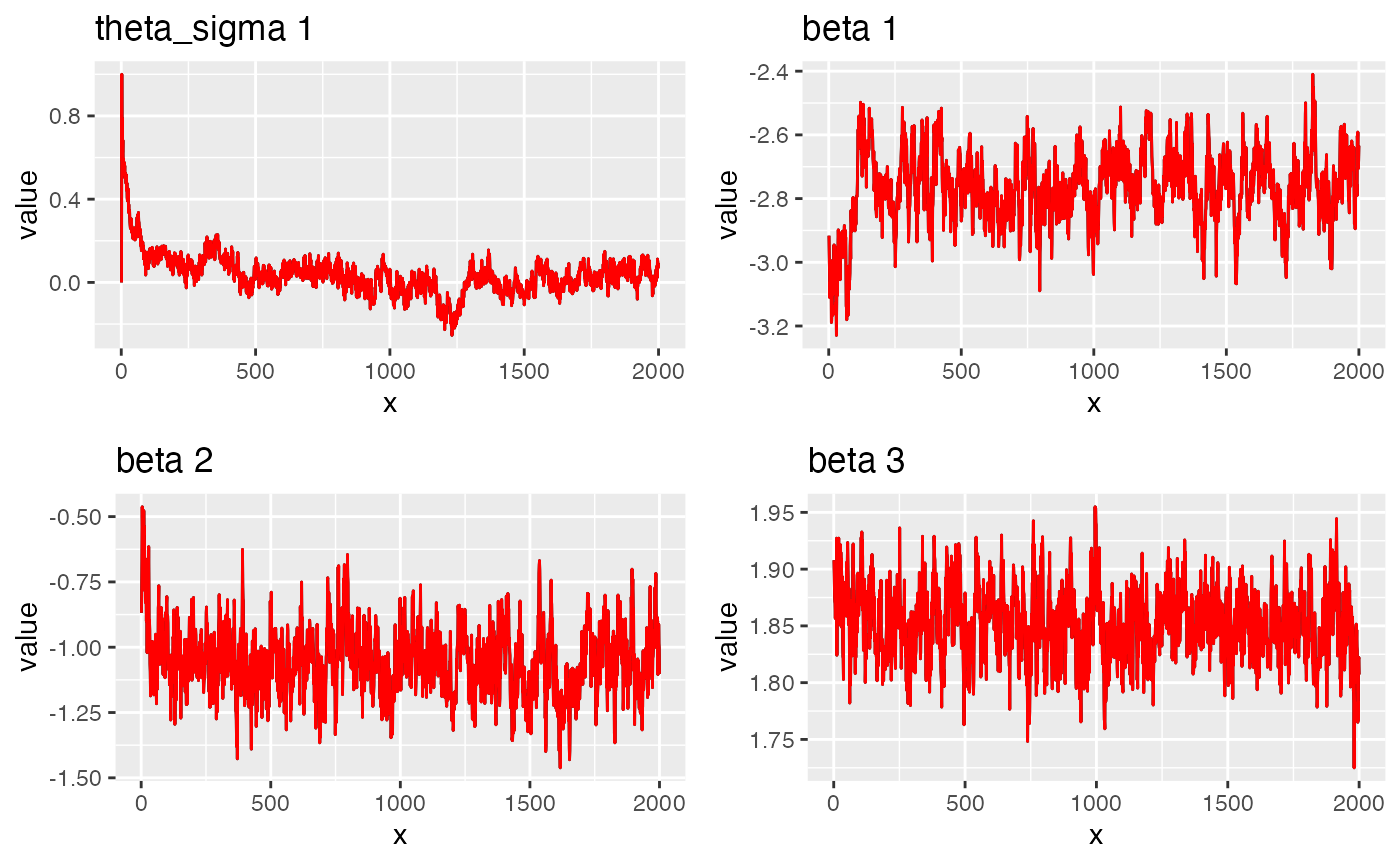 theta_sigma 1
value
0.8
0.4
0.0
0 500 1000 1500 2000
x
beta 1
value
-2.4
-2.6
-2.8
-3.0
-3.2
0 500 1000 1500 2000
x
beta 2
value
-0.50
-0.75
-1.00
-1.25
-1.50
0 500 1000 1500 2000
x
beta 3
value
1.95
1.90
1.85
1.80
1.75
0 500 1000 1500 2000
x